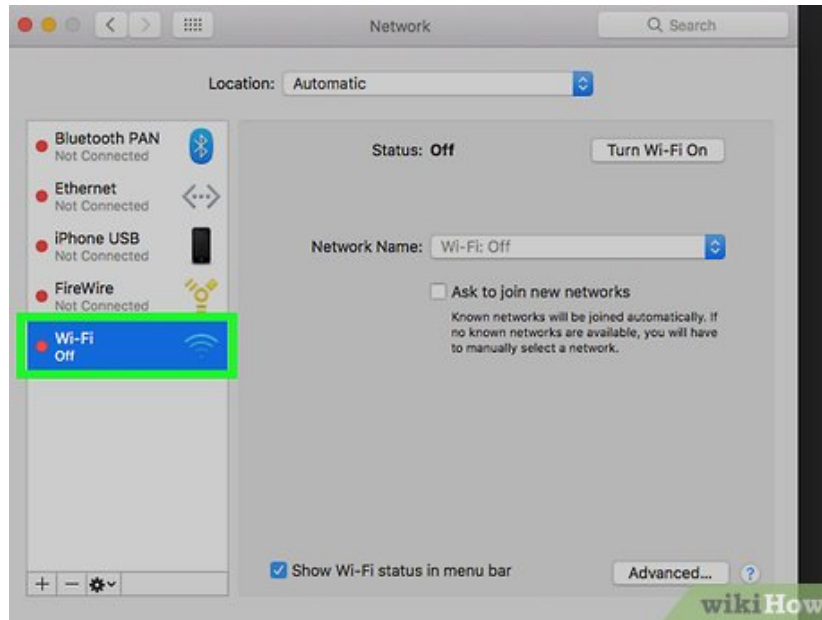 Network
Search
Location: Automatic
Bluetooth PAN
Not Connected
Ethernet
Not Connected
iPhone USB
Not Connected
FireWire
Not Connected
Wi-Fi
Off
Status: Off
Turn Wi-Fi On
Network Name: Wi-Fi: Off
Ask to join new networks
Known networks will be joined automatically. If
no known networks are available, you will have
to manually select a network.
Show Wi-Fi status in menu bar
Advanced...
?
wikiHow